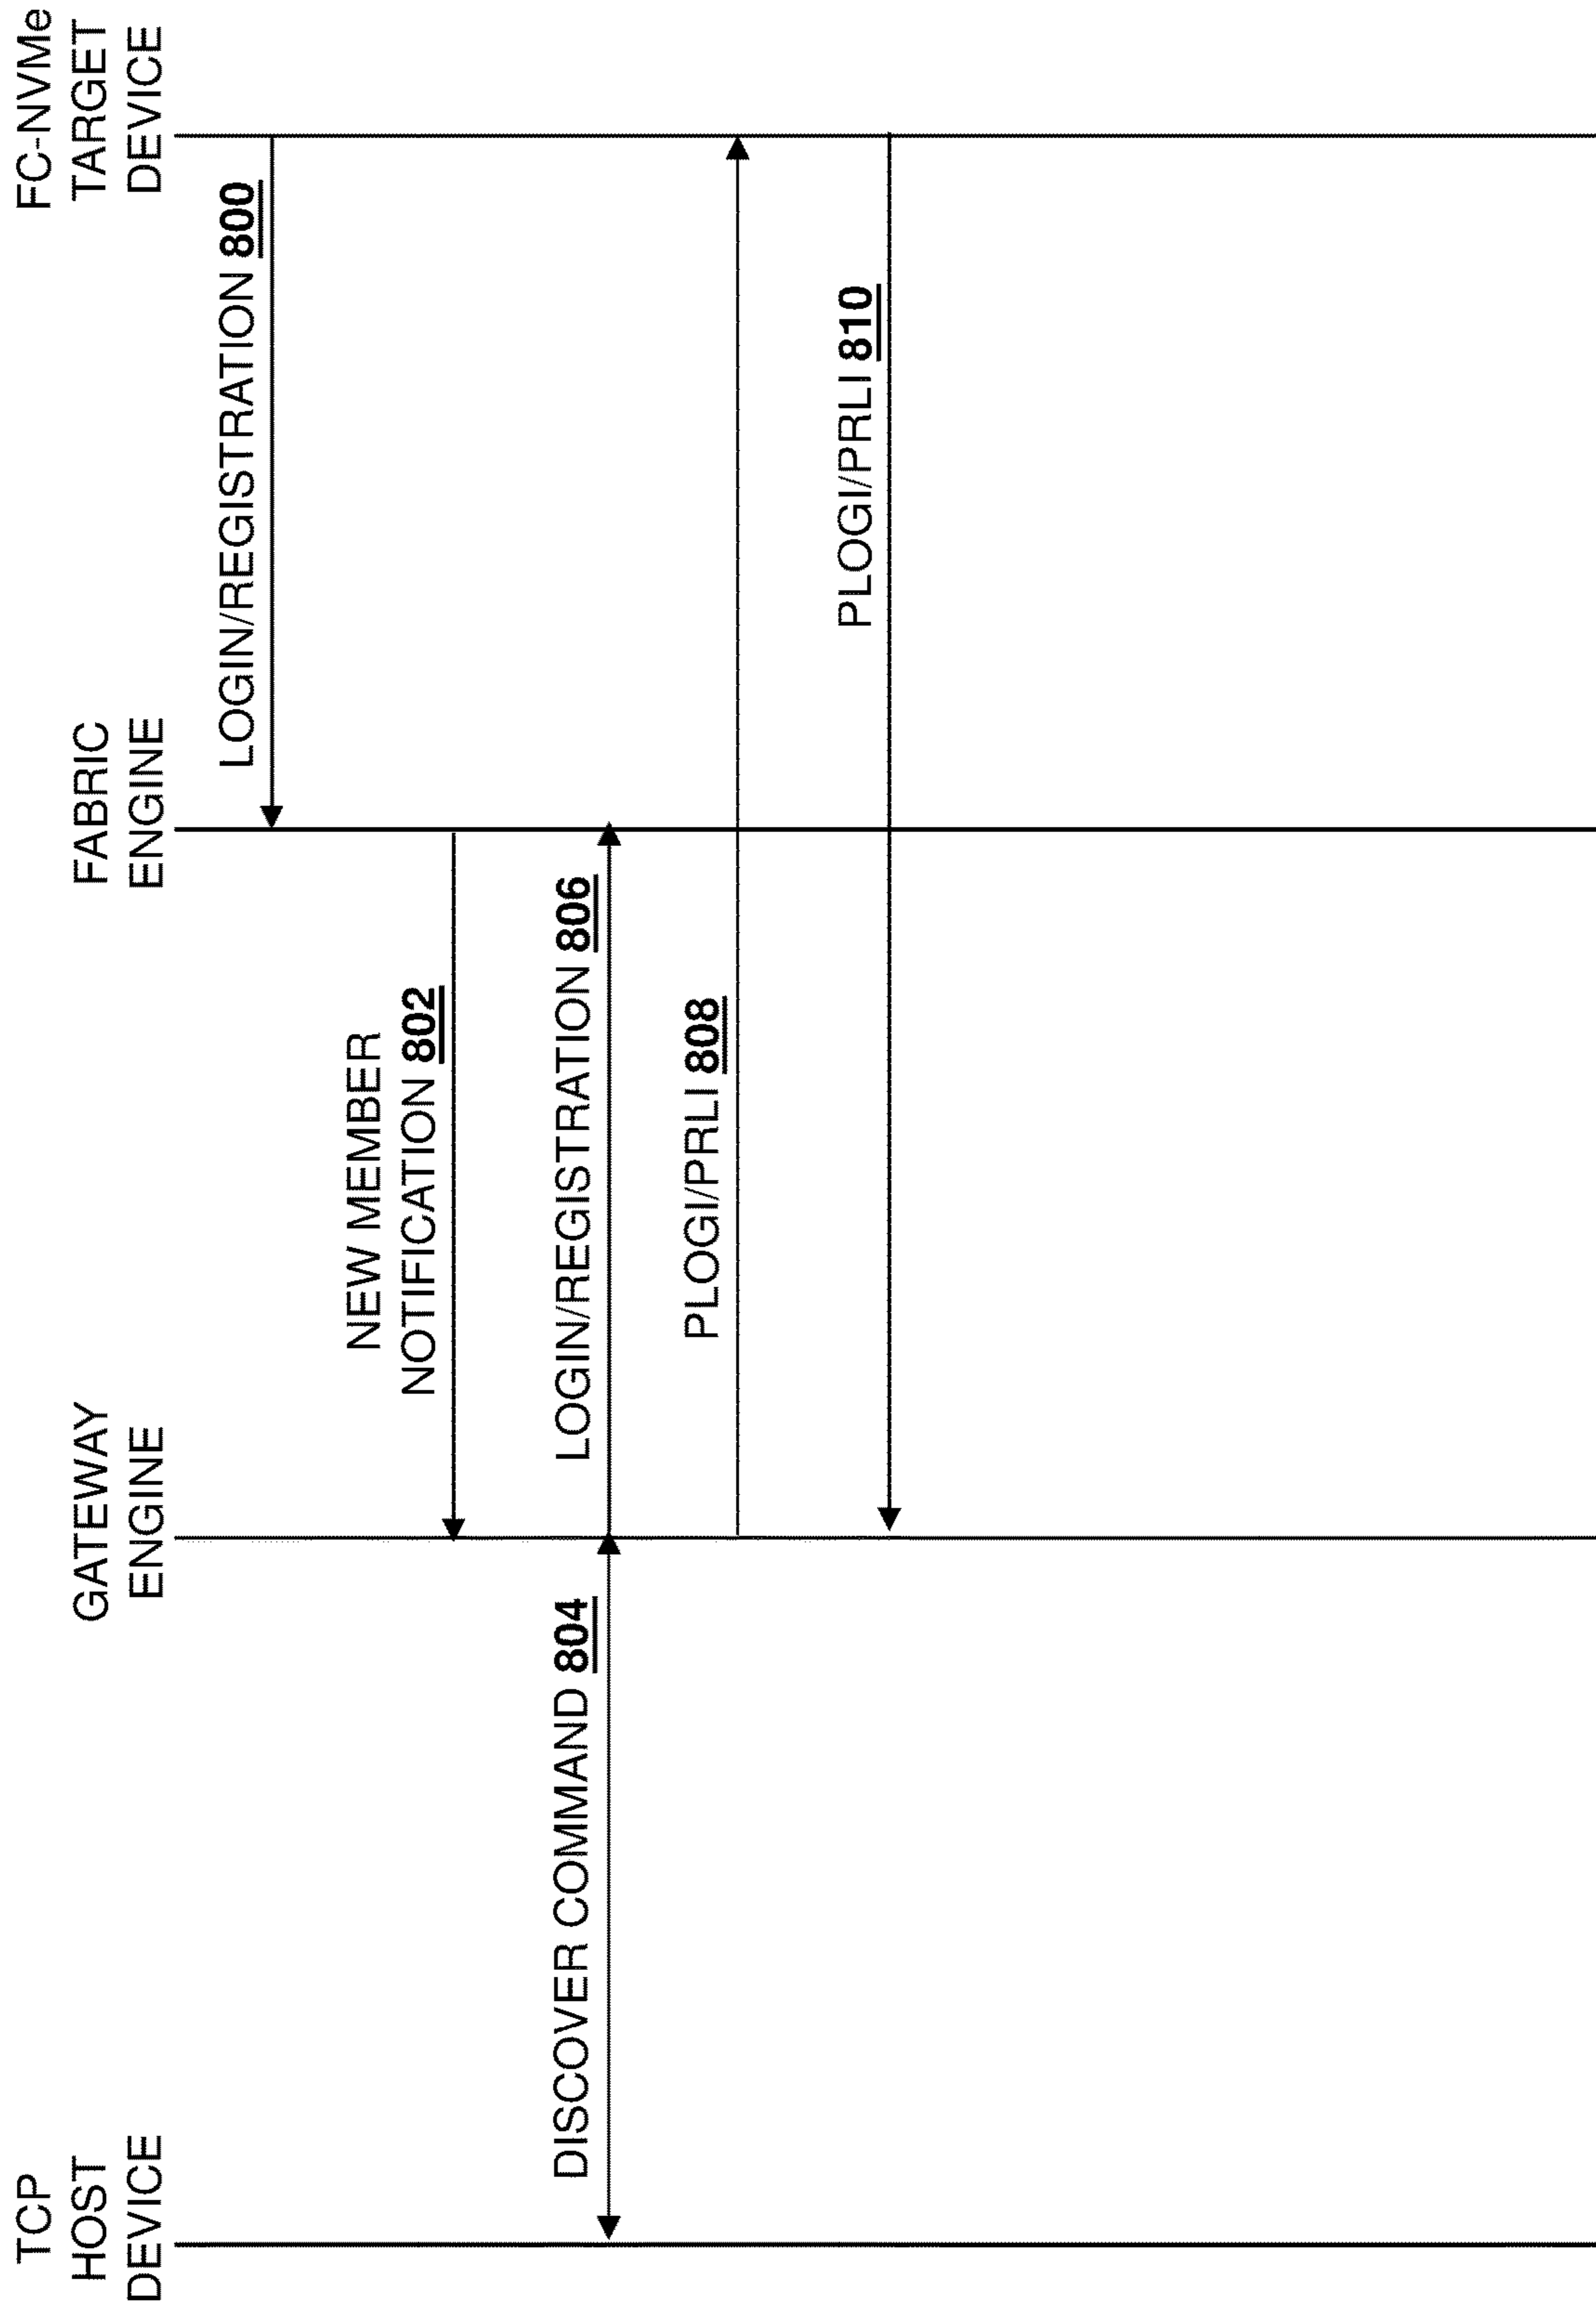 TCP
HOST
DEVICE
GATEWAY
ENGINE
FABRIC
ENGINE
FC-NVMe
TARGET
DEVICE
LOGIN/REGISTRATION 800
NEW MEMBER
NOTIFICATION 802
DISCOVER COMMAND 804
LOGIN/REGISTRATION 806
PLOGI/PRLI 808
PLOGI/PRLI 810